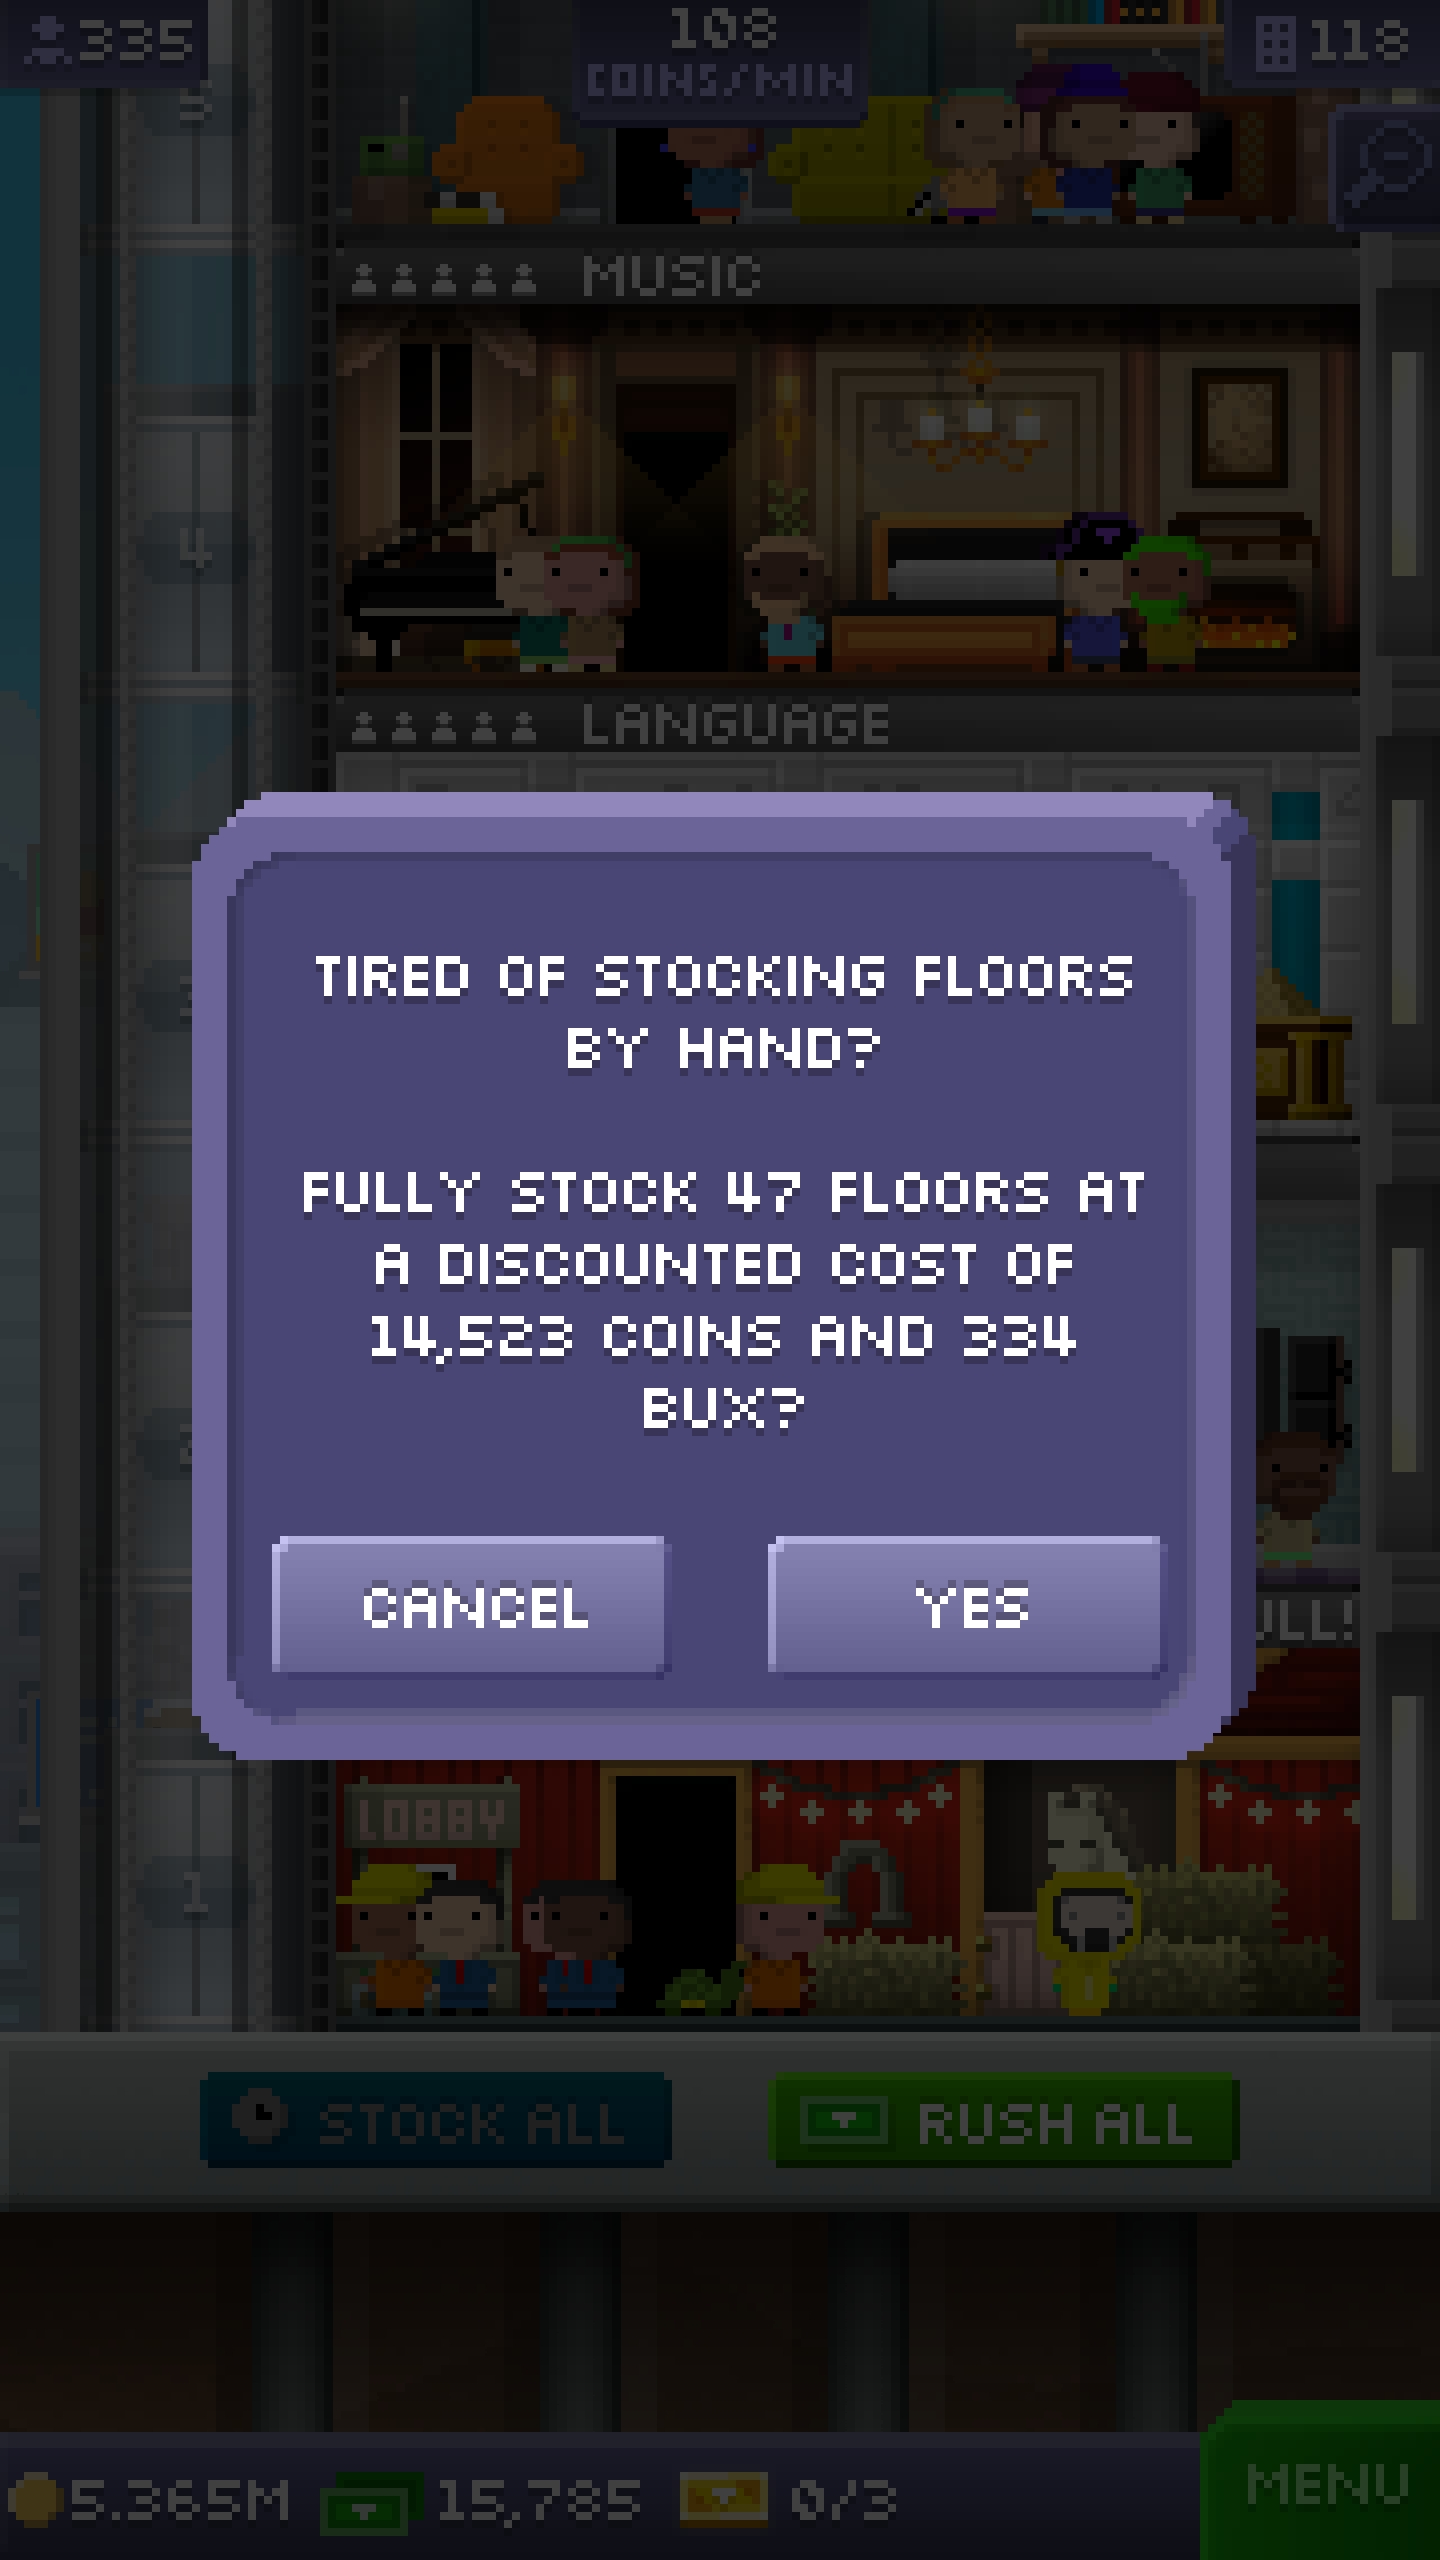 335
108
COINS/MIN
118
5
MUSIC
4
LANGUAGE
TIRED OF STOCKING FLOORS
BY HAND?
FULLY STOCK 47 FLOORS AT
A DISCOUNTED COST OF
14,523 COINS AND 334
BUX?
CANCEL
YES
LOBBY
1
STOCK ALL
RUSH ALL
5.365M
15,785
0/3
MENU